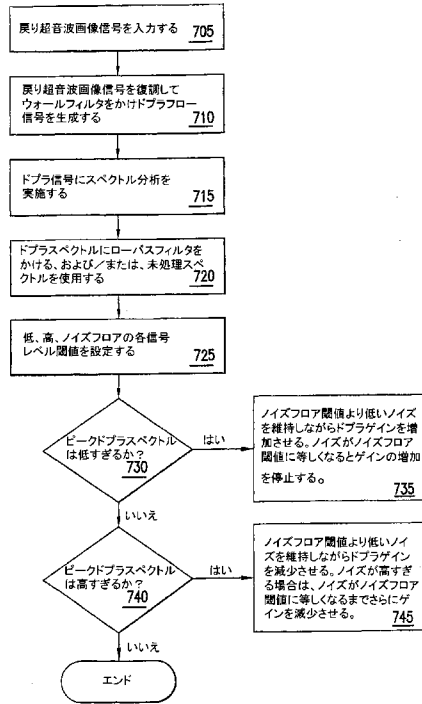 戻り超音波画像信号を入力する
705
戻り超音波画像信号を復調して
ウォールフィルタをかけドプラフロー
信号を生成する
710
ドプラ信号にスペクトル分析を
実施する
715
ドプラスペクトルにローパスフィルタを
かける、および/または、未処理スペ
クトルを使用する
720
低、高、ノイズフロアの各信号
レベル閾値を設定する
725
ピークドプラスペクトル
は低すぎるか?
730
はい
ノイズフロア閾値より低いノイズ
を維持しながらドプラゲインを増
加させる。ノイズがノイズフロア
閾値に等しくなるとゲインの増加
を停止する。
735
いいえ
ピークドプラスペクトル
は高すぎるか?
740
はい
ノイズフロア閾値より低いノイ
ズを維持しながらドプラゲイン
を減少させる。ノイズが高すぎ
る場合は、ノイズがノイズフロア
閾値に等しくなるまでさらにゲ
インを減少させる。
745
いいえ
エンド